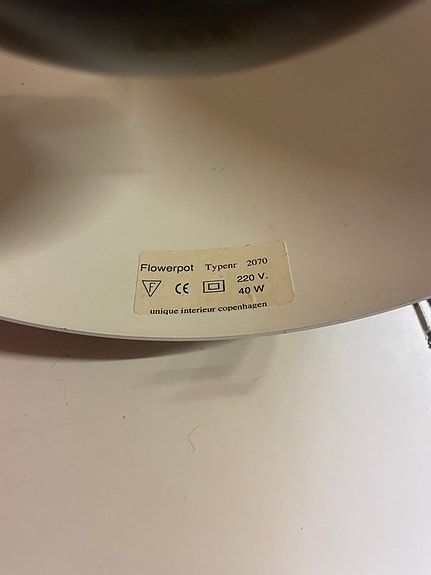 Flowerpot Typenr 2070
F CE 220 V.
40 W
unique interieur copenhagen